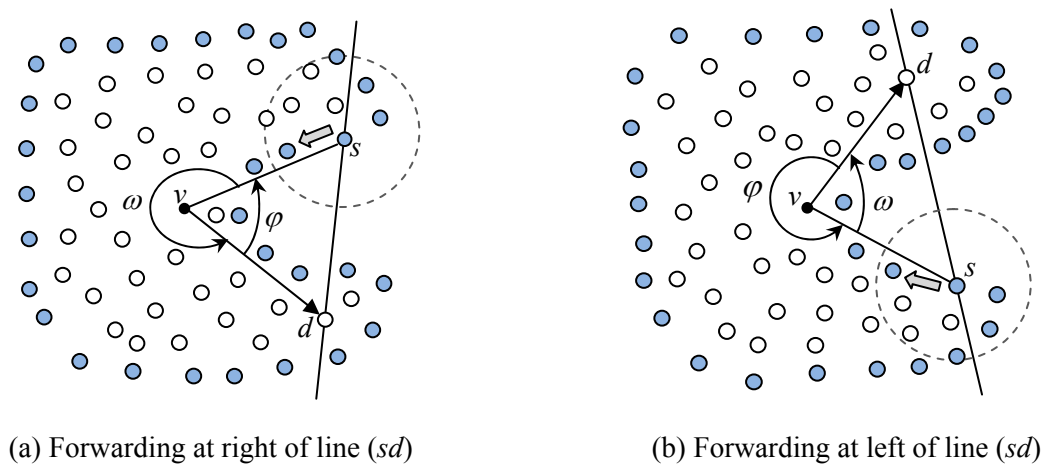 d
s
s
v
v
ω
φ
φ
ω
d
s
(a) Forwarding at right of line (sd)
(b) Forwarding at left of line (sd)